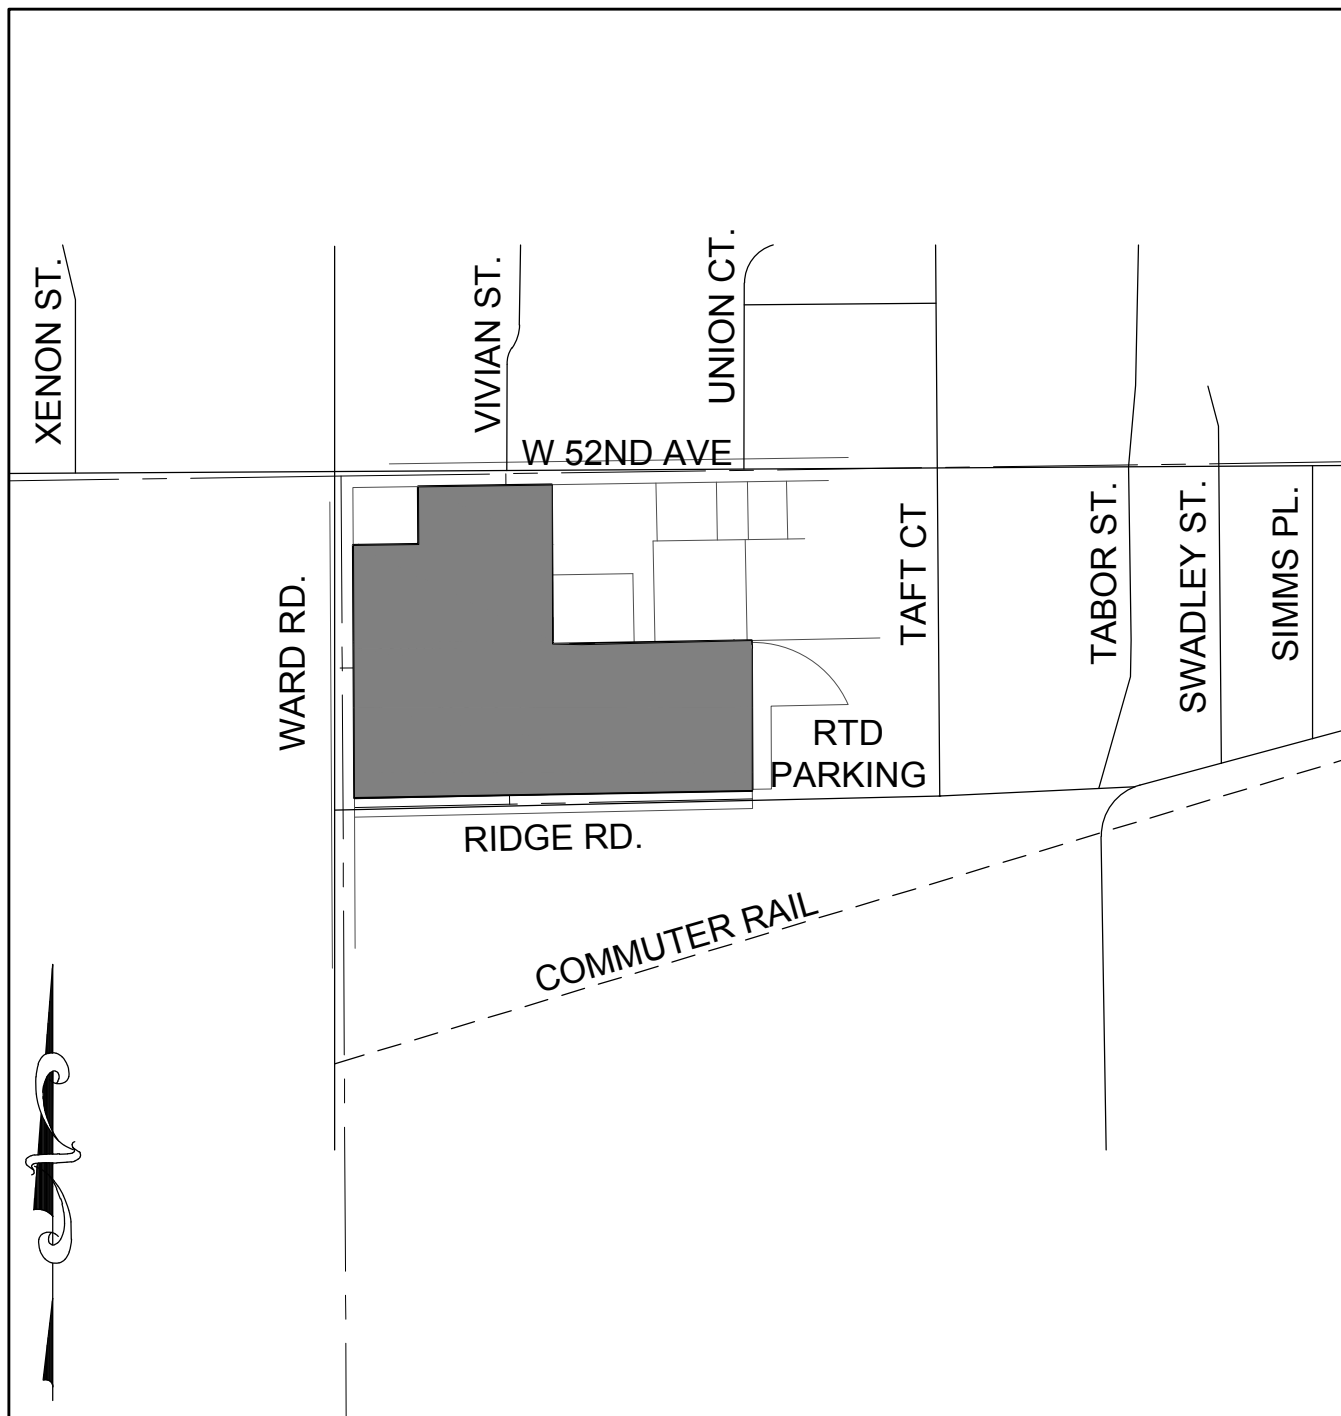 XENON ST.
VIVIAN ST.
UNION CT.
W 52ND AVE
WARD RD.
TAFT CT
TABOR ST.
SWADLEY ST.
SIMMS PL.
RTD
PARKING
RIDGE RD.
COMMUTER RAIL